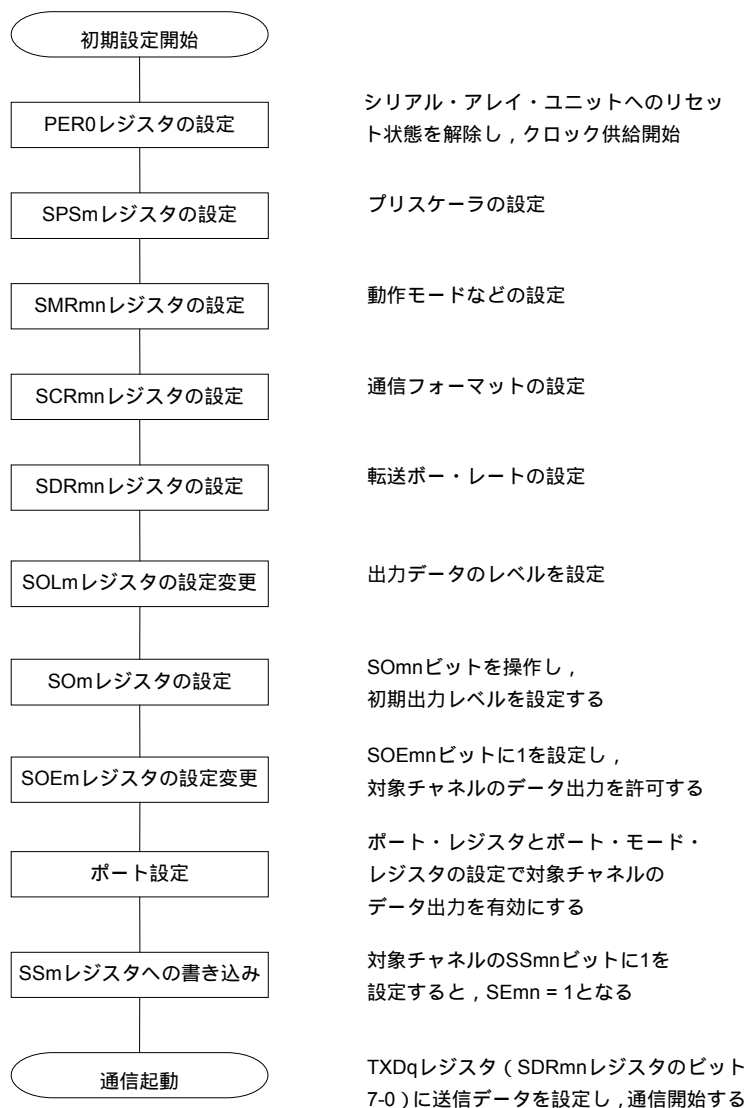 初期設定開始
PER0レジスタの設定
シリアル・アレイ・ユニットへのリセッ
ト状態を解除し，クロック供給開始
SPSmレジスタの設定
プリスケーラの設定
SMRmnレジスタの設定
動作モードなどの設定
SCRmnレジスタの設定
通信フォーマットの設定
SDRmnレジスタの設定
転送ボー・レートの設定
SOLmレジスタの設定変更
出力データのレベルを設定
SOmレジスタの設定
SOmnビットを操作し，
初期出力レベルを設定する
SOEmレジスタの設定変更
SOEmnビットに1を設定し，
対象チャネルのデータ出力を許可する
ポート設定
ポート・レジスタとポート・モード・
レジスタの設定で対象チャネルの
データ出力を有効にする
SSmレジスタへの書き込み
対象チャネルのSSmnビットに1を
設定すると，SEmn = 1となる
通信起動
TXDqレジスタ（SDRmnレジスタのビット
7-0）に送信データを設定し，通信開始する